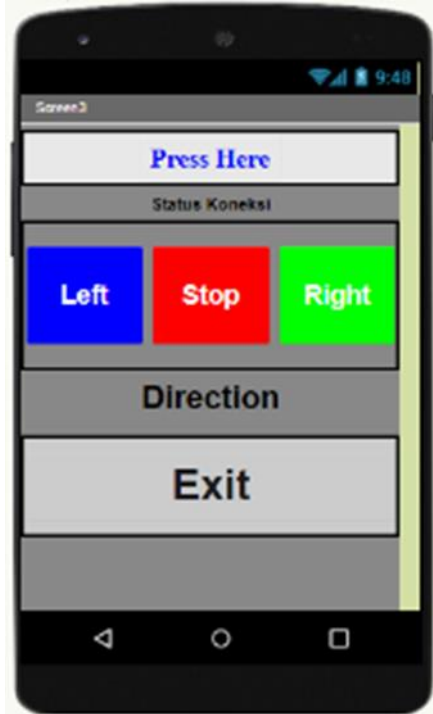 9:48
Screen3
Press Here
Status Koneksi
Left Stop Right
Direction
Exit